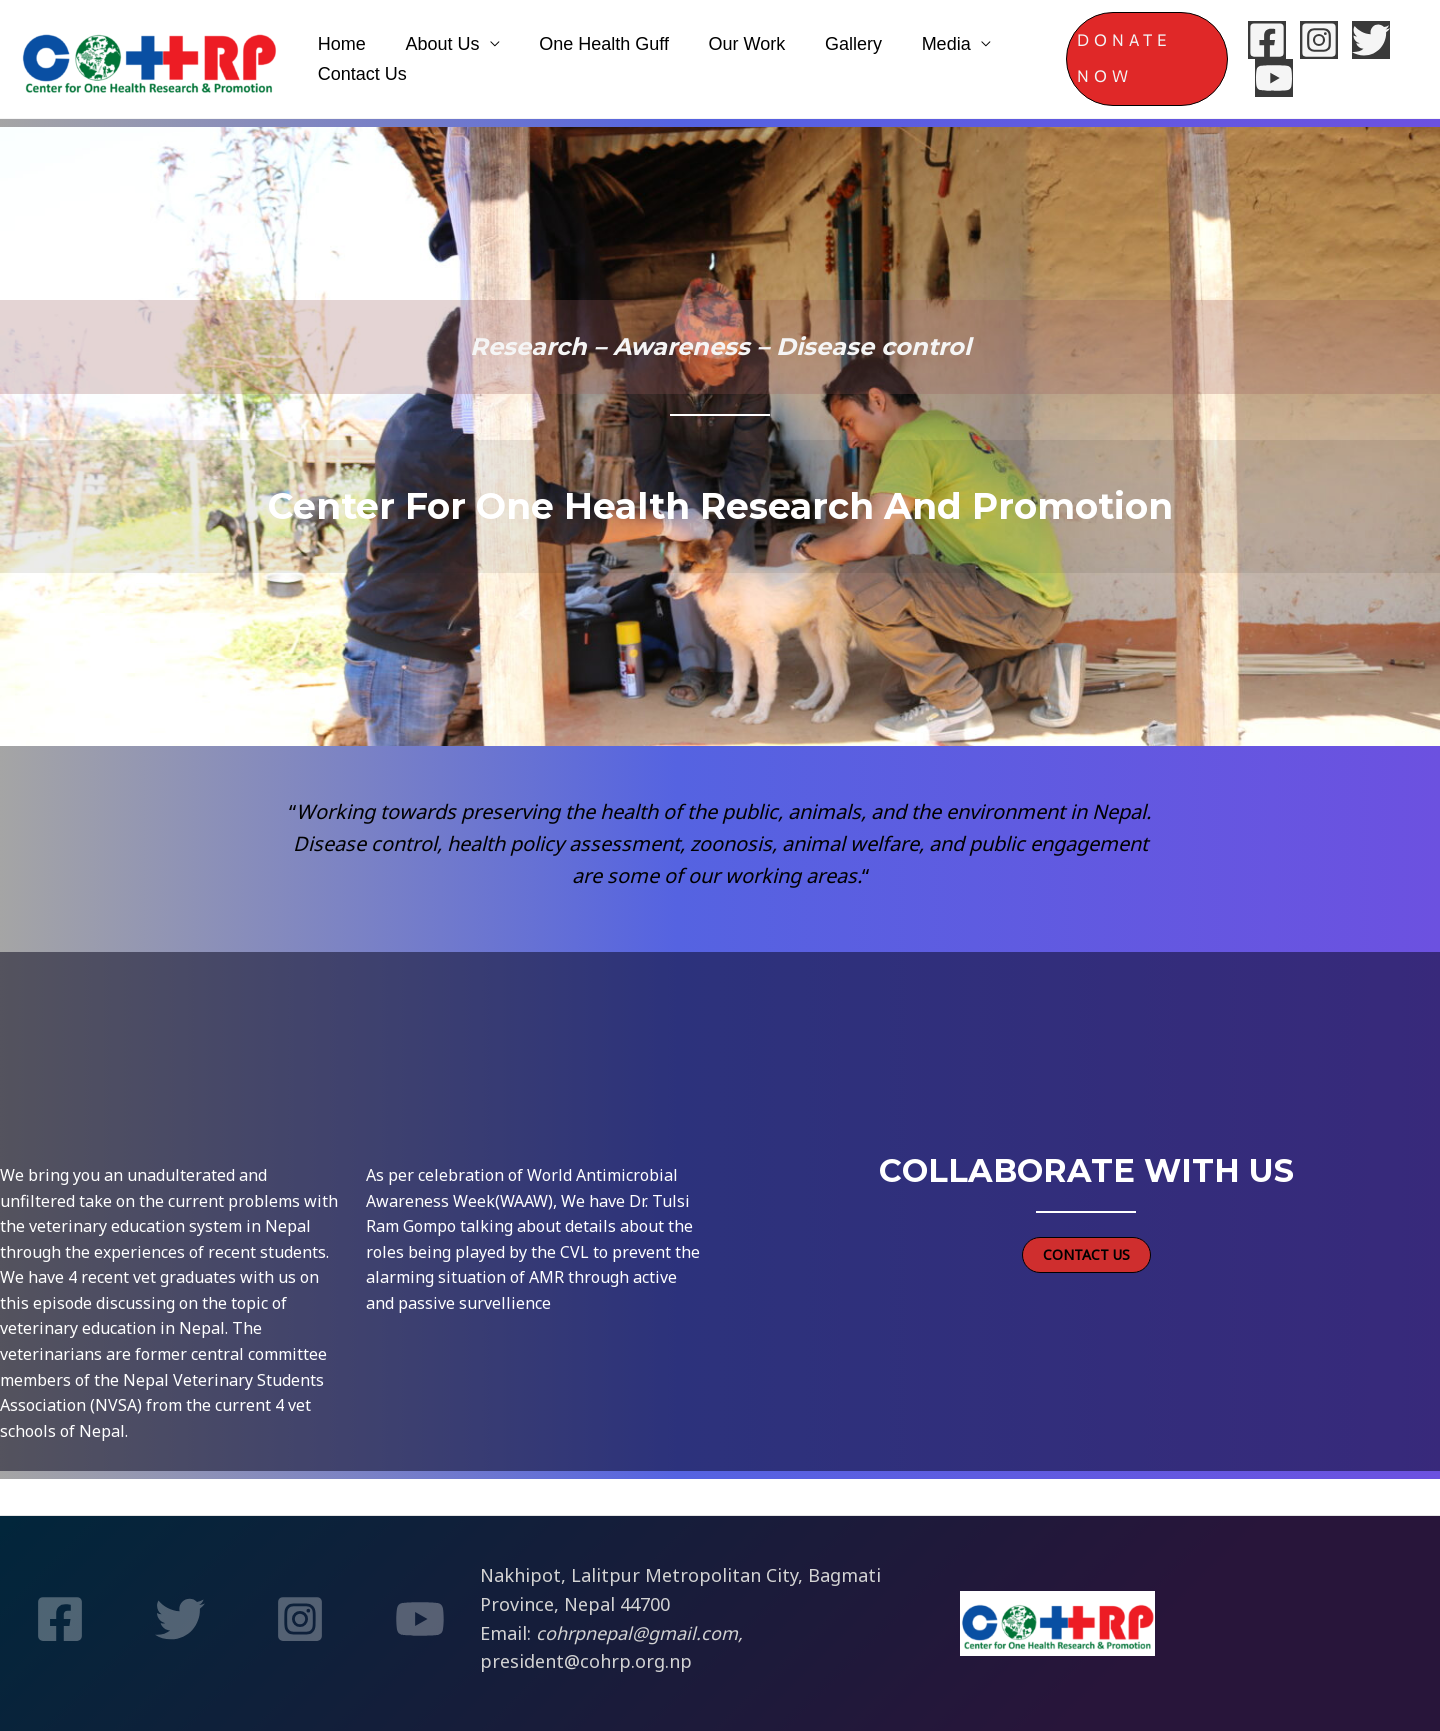 COHRP
Center for One Health Research & Promotion
Home
About Us
One Health Guff
Our Work
Gallery
Media
Contact Us
DONATE
NOW
Research – Awareness – Disease control
Center For One Health Research And Promotion
“Working towards preserving the health of the public, animals, and the environment in Nepal.
Disease control, health policy assessment, zoonosis, animal welfare, and public engagement
are some of our working areas.“
We bring you an unadulterated and
unfiltered take on the current problems with
the veterinary education system in Nepal
through the experiences of recent students.
We have 4 recent vet graduates with us on
this episode discussing on the topic of
veterinary education in Nepal. The
veterinarians are former central committee
members of the Nepal Veterinary Students
Association (NVSA) from the current 4 vet
schools of Nepal.
As per celebration of World Antimicrobial
Awareness Week(WAAW), We have Dr. Tulsi
Ram Gompo talking about details about the
roles being played by the CVL to prevent the
alarming situation of AMR through active
and passive survellience
COLLABORATE WITH US
CONTACT US
Nakhipot, Lalitpur Metropolitan City, Bagmati
Province, Nepal 44700
Email: cohrpnepal@gmail.com,
president@cohrp.org.np
COHRP
Center for One Health Research & Promotion